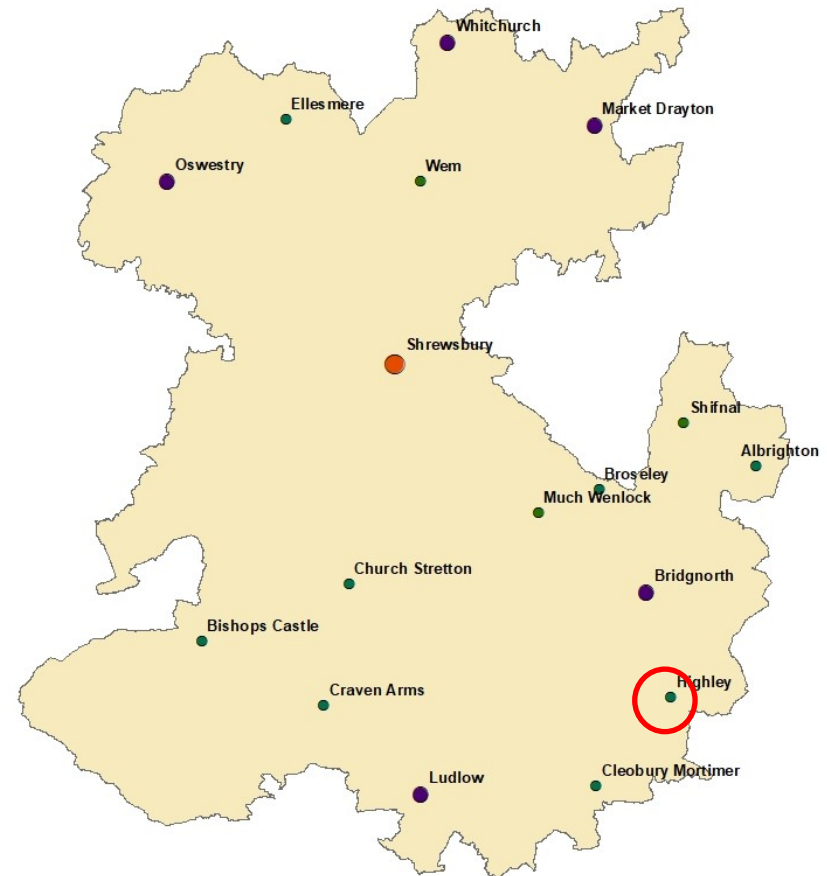 Whitchurch
Ellesmere
Market Drayton
Oswestry
Wem
Shrewsbury
Shifnal
Albrighton
Broseley
Much Wenlock
Church Stretton
Bridgnorth
Bishops Castle
Highley
Craven Arms
Cleobury Mortimer
Ludlow